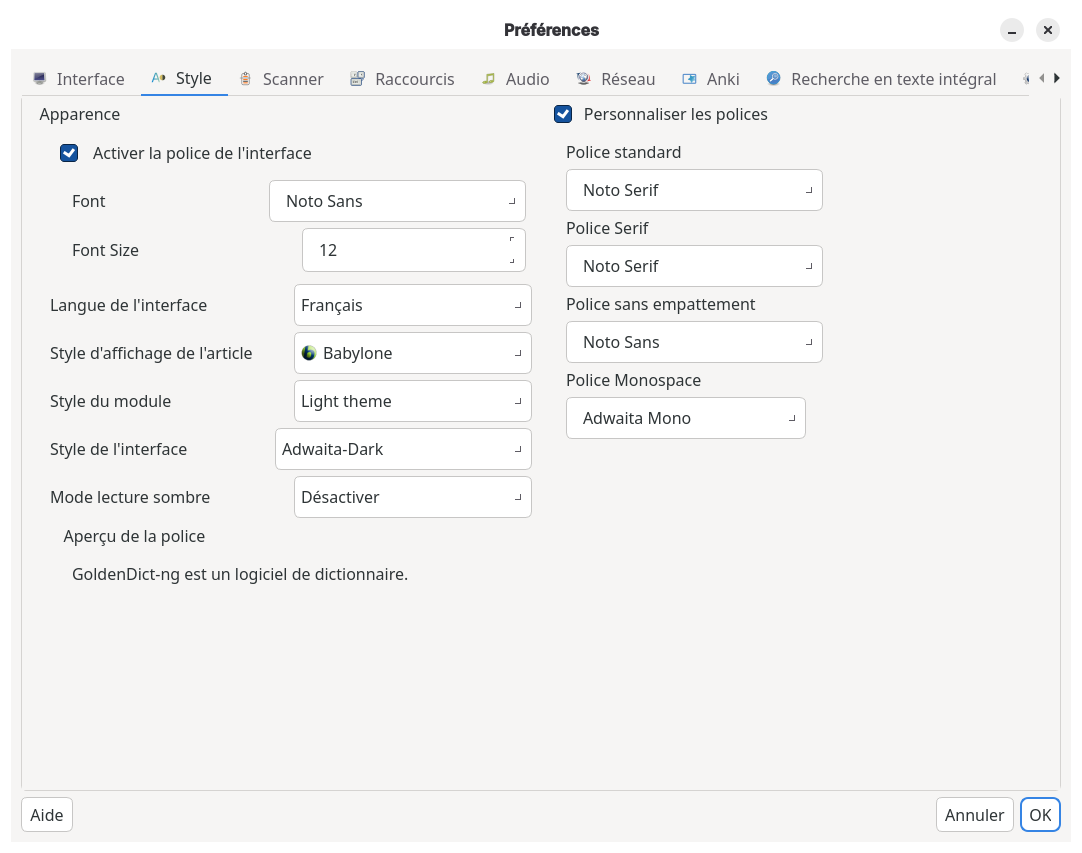 Préférences
Interface
Style
Scanner
Raccourcis
Audio
Réseau
Anki
Recherche en texte intégral
Apparence
Activer la police de l'interface
Font
Noto Sans
Font Size
12
Langue de l'interface
Français
Style d'affichage de l'article
Babylone
Style du module
Light theme
Style de l'interface
Adwaita-Dark
Mode lecture sombre
Désactiver
Aperçu de la police
GoldenDict-ng est un logiciel de dictionnaire.
Personnaliser les polices
Police standard
Noto Serif
Police Serif
Noto Serif
Police sans empattement
Noto Sans
Police Monospace
Adwaita Mono
Aide
Annuler
OK